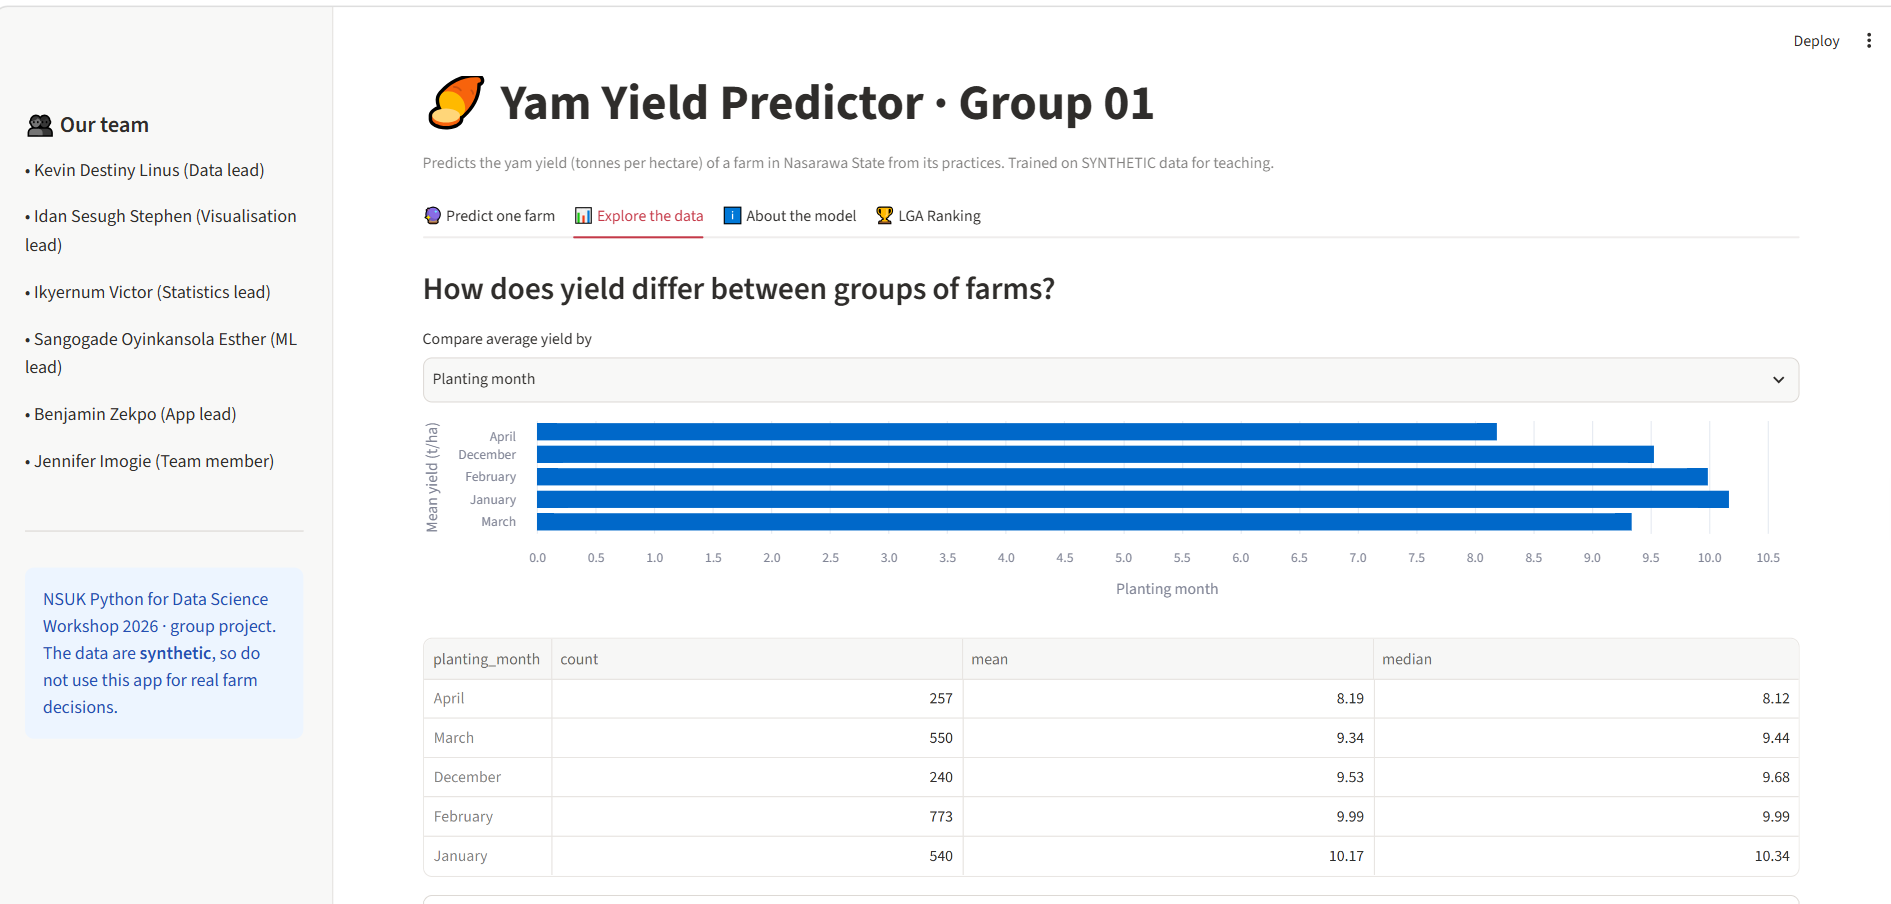 Deploy
Our team
• Kevin Destiny Linus (Data lead)
• Idan Sesugh Stephen (Visualisation
lead)
• Ikyernum Victor (Statistics lead)
• Sangogade Oyinkansola Esther (ML
lead)
• Benjamin Zekpo (App lead)
• Jennifer Imogie (Team member)
NSUK Python for Data Science
Workshop 2026 · group project.
The data are synthetic, so do
not use this app for real farm
decisions.
Yam Yield Predictor · Group 01
Predicts the yam yield (tonnes per hectare) of a farm in Nasarawa State from its practices. Trained on SYNTHETIC data for teaching.
Predict one farm Explore the data About the model LGA Ranking
How does yield differ between groups of farms?
Compare average yield by
Planting month
Mean yield (t/ha)
April
December
February
January
March
0.0 0.5 1.0 1.5 2.0 2.5 3.0 3.5 4.0 4.5 5.0 5.5 6.0 6.5 7.0 7.5 8.0 8.5 9.0 9.5 10.0 10.5
Planting month
planting_month count mean median
April 257 8.19 8.12
March 550 9.34 9.44
December 240 9.53 9.68
February 773 9.99 9.99
January 540 10.17 10.34